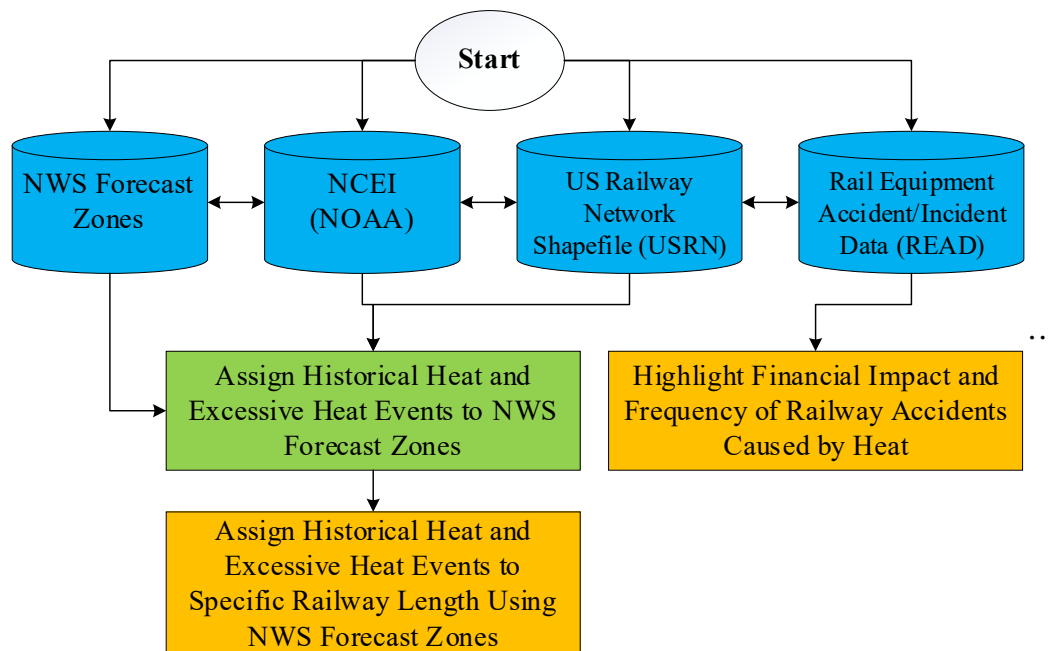 Start
NWS Forecast
Zones
NCEI
(NOAA)
US Railway
Network
Shapefile (USRN)
Rail Equipment
Accident/Incident
Data (READ)
..
Assign Historical Heat and
Excessive Heat Events to NWS
Forecast Zones
Highlight Financial Impact and
Frequency of Railway Accidents
Caused by Heat
Assign Historical Heat and
Excessive Heat Events to
Specific Railway Length Using
NWS Forecast Zones